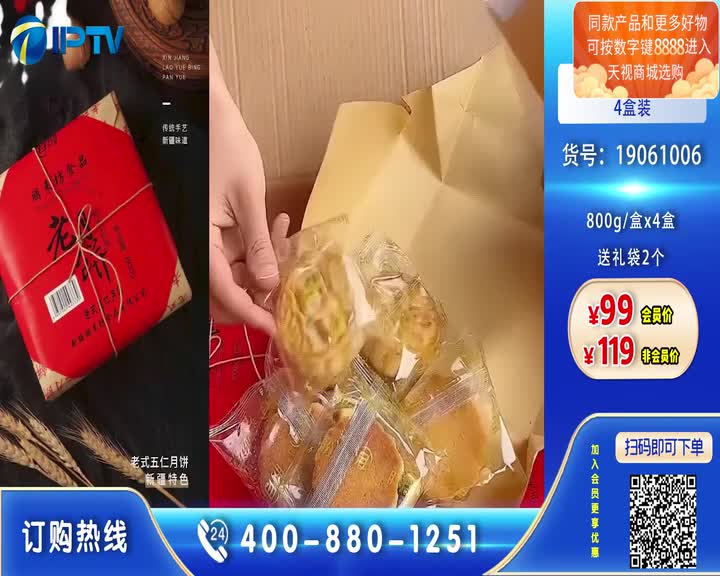 IPTV
XIN JIANG
LAO YUE BING
PAN YUE
传统手艺
新疆味道
食品
老式五仁月饼
新疆特色
同款产品和更多好物
可按数字键8888进入
天视商城选购
4盒装
货号：19061006
800g/盒x4盒
送礼袋2个
¥99 会员价
¥119 非会员价
加入会员更享优惠
扫码即可下单
订购热线
24
400-880-1251